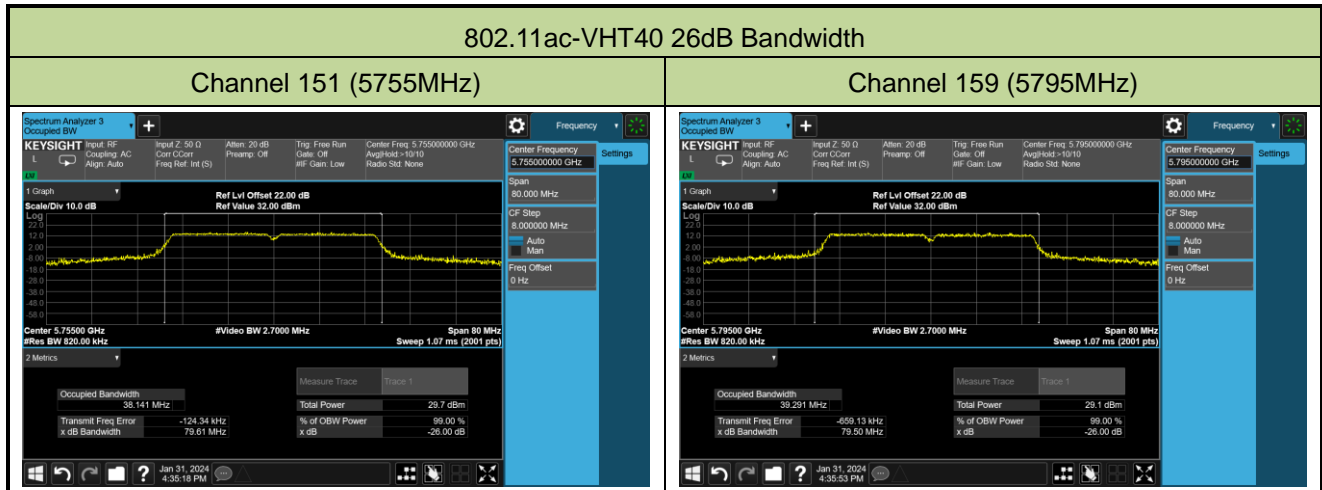 802.11ac-VHT40 26dB Bandwidth
Channel 151 (5755MHz)
Channel 159 (5795MHz)
Spectrum Analyzer 3
Occupied BW
+
Frequency
KEYSIGHT
L
Input: RF
Coupling: AC
Align: Auto
Input Z: 50 Ω
Corr CCorr
Freq Ref: Int (S)
Atten: 20 dB
Preamp: Off
Trig: Free Run
Gate: Off
#IF Gain: Low
Center Freq: 5.755000000 GHz
Avg|Hold:>10/10
Radio Std: None
Center Frequency
5.755000000 GHz
Settings
Span
80.000 MHz
CF Step
8.000000 MHz
Auto
Man
Freq Offset
0 Hz
1 Graph
Scale/Div 10.0 dB
Ref Lvl Offset 22.00 dB
Ref Value 32.00 dBm
Log
22.0
12.0
2.00
-8.00
-18.0
-28.0
-38.0
-48.0
-58.0
Center 5.75500 GHz
#Video BW 2.7000 MHz
Span 80 MHz
#Res BW 820.00 kHz
Sweep 1.07 ms (2001 pts)
2 Metrics
Measure Trace
Trace 1
Occupied Bandwidth
38.141 MHz
Total Power 29.7 dBm
Transmit Freq Error -124.34 kHz
% of OBW Power 99.00 %
x dB Bandwidth 79.61 MHz
x dB -26.00 dB
?
Jan 31, 2024
4:35:18 PM
Spectrum Analyzer 3
Occupied BW
+
Frequency
KEYSIGHT
L
Input: RF
Coupling: AC
Align: Auto
Input Z: 50 Ω
Corr CCorr
Freq Ref: Int (S)
Atten: 20 dB
Preamp: Off
Trig: Free Run
Gate: Off
#IF Gain: Low
Center Freq: 5.795000000 GHz
Avg|Hold:>10/10
Radio Std: None
Center Frequency
5.795000000 GHz
Settings
Span
80.000 MHz
CF Step
8.000000 MHz
Auto
Man
Freq Offset
0 Hz
1 Graph
Scale/Div 10.0 dB
Ref Lvl Offset 22.00 dB
Ref Value 32.00 dBm
Log
22.0
12.0
2.00
-8.00
-18.0
-28.0
-38.0
-48.0
-58.0
Center 5.79500 GHz
#Video BW 2.7000 MHz
Span 80 MHz
#Res BW 820.00 kHz
Sweep 1.07 ms (2001 pts)
2 Metrics
Measure Trace
Trace 1
Occupied Bandwidth
39.291 MHz
Total Power 29.1 dBm
Transmit Freq Error -659.13 kHz
% of OBW Power 99.00 %
x dB Bandwidth 79.50 MHz
x dB -26.00 dB
?
Jan 31, 2024
4:35:53 PM